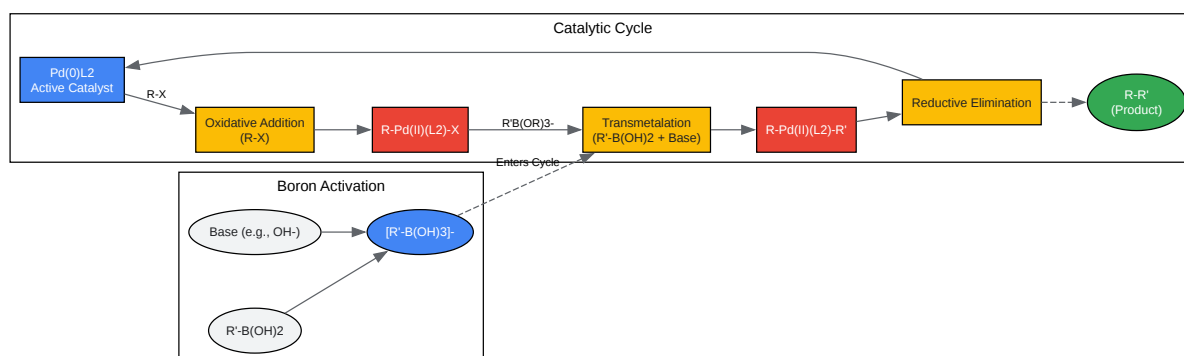 Catalytic Cycle
Pd(0)L2
Active Catalyst
R-X
Oxidative Addition
(R-X)
R-Pd(II)(L2)-X
R'B(OR)3-
Transmetalation
(R'-B(OH)2 + Base)
R-Pd(II)(L2)-R'
Reductive Elimination
R-R'
(Product)
Enters Cycle
Boron Activation
Base (e.g., OH-)
[R'-B(OH)3]-
R'-B(OH)2